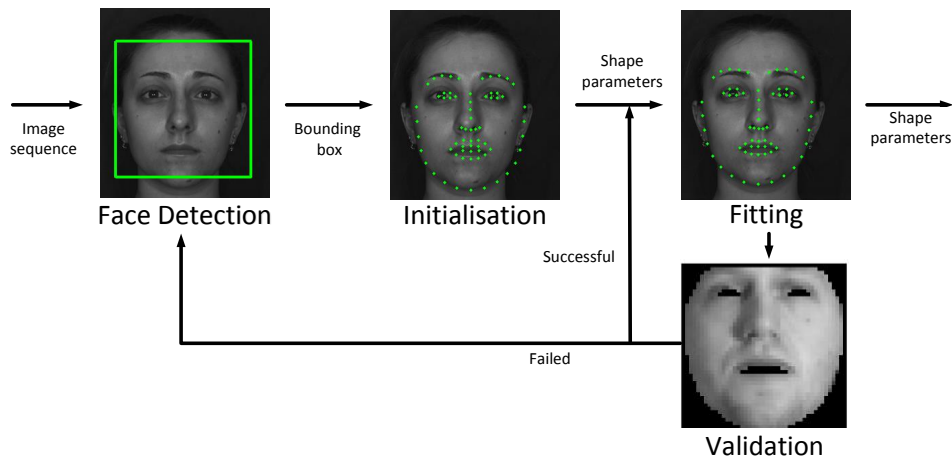 Image
sequence
Face Detection
Bounding
box
Initialisation
Shape
parameters
Fitting
Shape
parameters
Successful
Failed
Validation